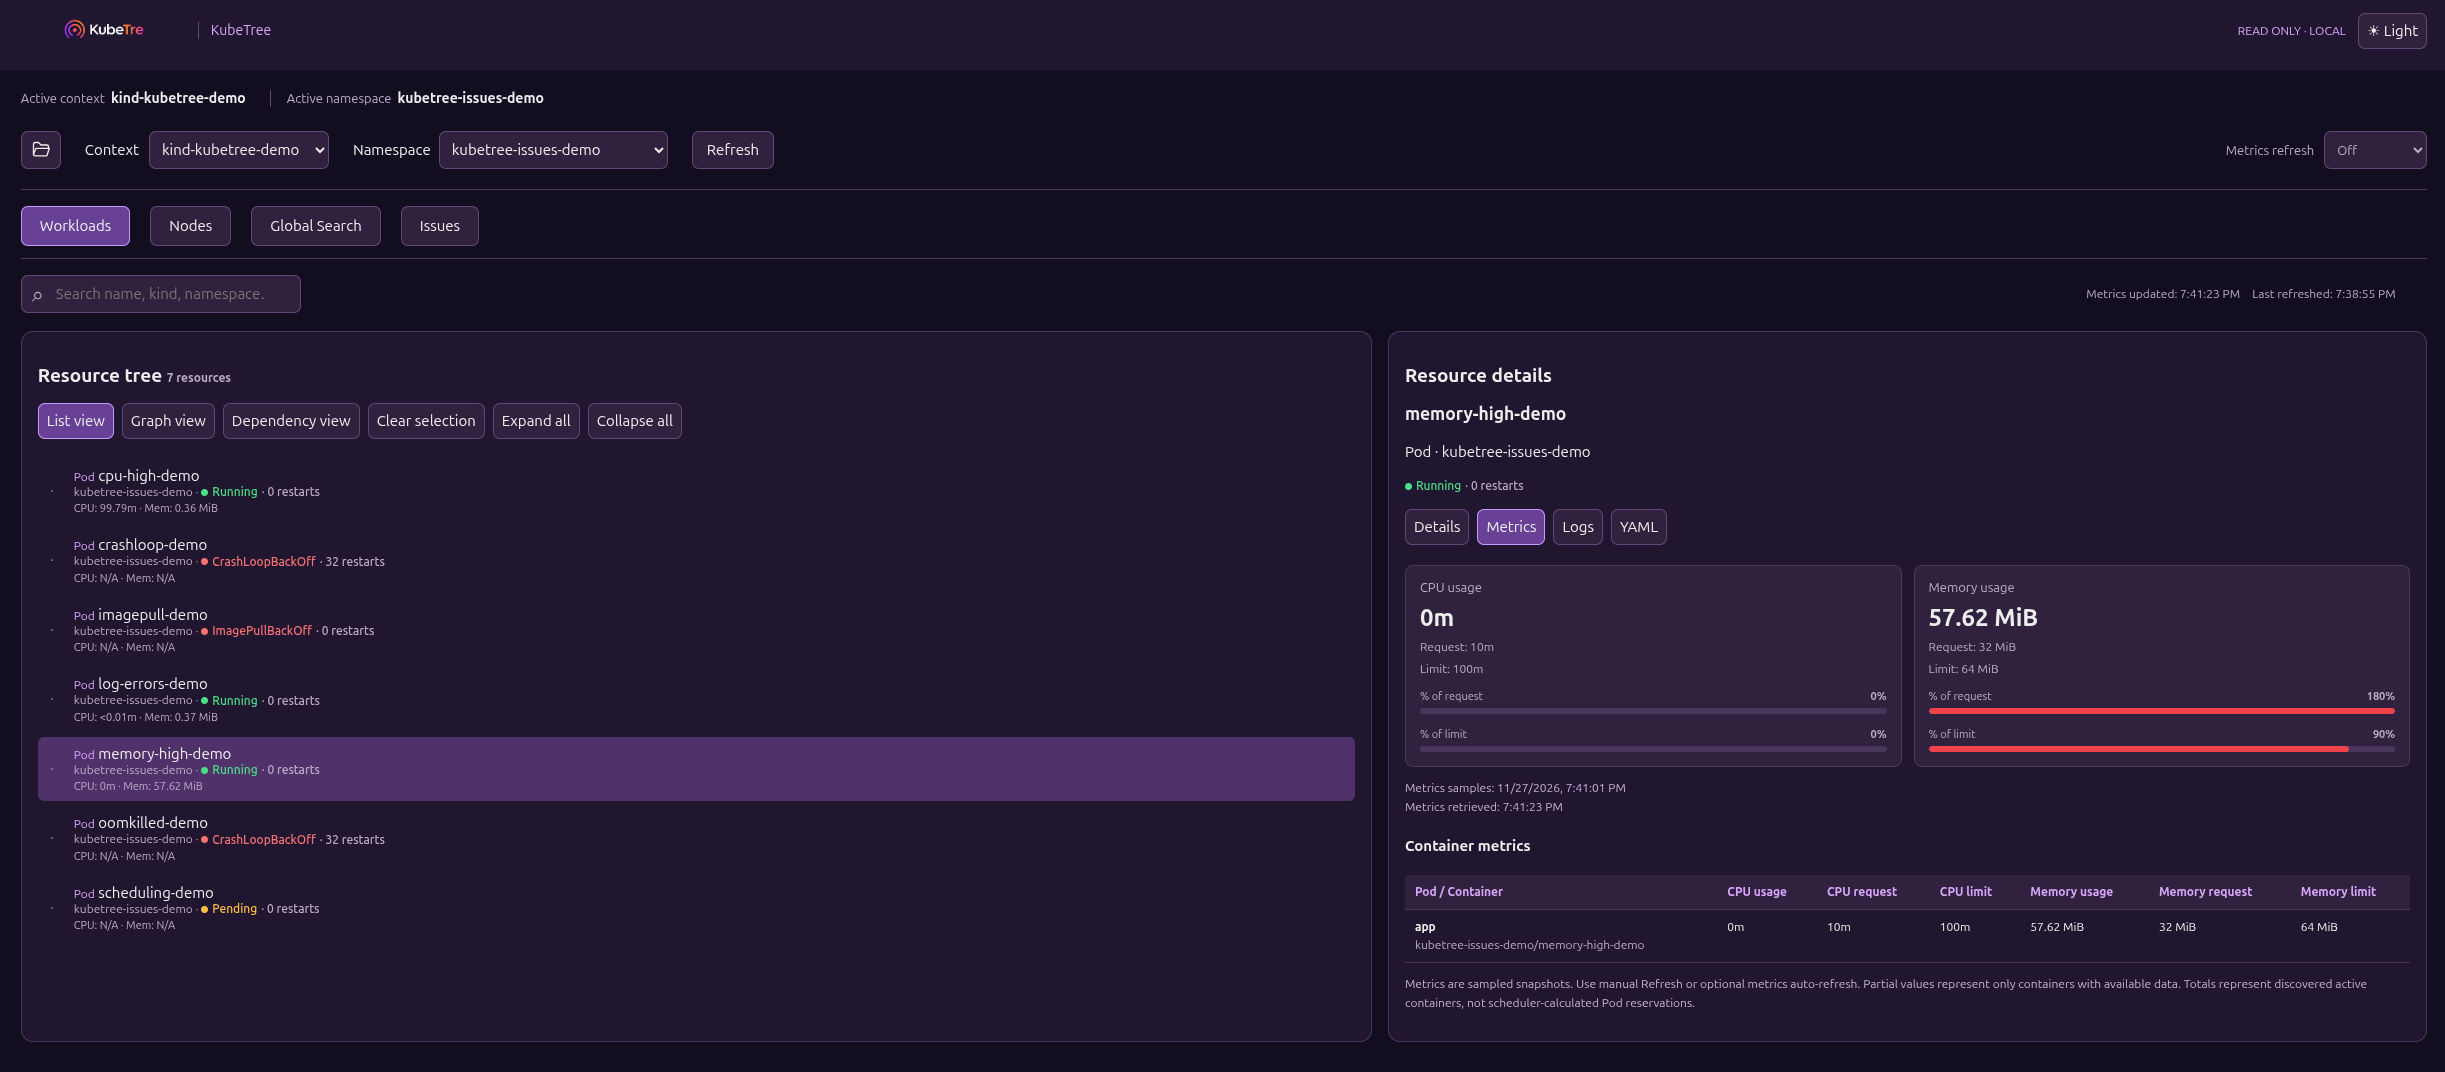 KubeTre
KubeTree
READ ONLY · LOCAL
☀ Light
Active context kind-kubetree-demo
Active namespace kubetree-issues-demo
Context kind-kubetree-demo
Namespace kubetree-issues-demo
Refresh
Metrics refresh Off
Workloads
Nodes
Global Search
Issues
Search name, kind, namespace.
Metrics updated: 7:41:23 PM
Last refreshed: 7:38:55 PM
Resource tree 7 resources
List view
Graph view
Dependency view
Clear selection
Expand all
Collapse all
Pod cpu-high-demo
kubetree-issues-demo · ● Running · 0 restarts
CPU: 99.79m · Mem: 0.36 MiB
Pod crashloop-demo
kubetree-issues-demo · ● CrashLoopBackOff · 32 restarts
CPU: N/A · Mem: N/A
Pod imagepull-demo
kubetree-issues-demo · ● ImagePullBackOff · 0 restarts
CPU: N/A · Mem: N/A
Pod log-errors-demo
kubetree-issues-demo · ● Running · 0 restarts
CPU: <0.01m · Mem: 0.37 MiB
Pod memory-high-demo
kubetree-issues-demo · ● Running · 0 restarts
CPU: 0m · Mem: 57.62 MiB
Pod oomkilled-demo
kubetree-issues-demo · ● CrashLoopBackOff · 32 restarts
CPU: N/A · Mem: N/A
Pod scheduling-demo
kubetree-issues-demo · ● Pending · 0 restarts
CPU: N/A · Mem: N/A
Resource details
memory-high-demo
Pod · kubetree-issues-demo
● Running · 0 restarts
Details
Metrics
Logs
YAML
CPU usage
0m
Request: 10m
Limit: 100m
% of request 0%
% of limit 0%
Memory usage
57.62 MiB
Request: 32 MiB
Limit: 64 MiB
% of request 180%
% of limit 90%
Metrics samples: 11/27/2026, 7:41:01 PM
Metrics retrieved: 7:41:23 PM
Container metrics
Pod / Container CPU usage CPU request CPU limit Memory usage Memory request Memory limit
app 0m 10m 100m 57.62 MiB 32 MiB 64 MiB
kubetree-issues-demo/memory-high-demo
Metrics are sampled snapshots. Use manual Refresh or optional metrics auto-refresh. Partial values represent only containers with available data. Totals represent discovered active
containers, not scheduler-calculated Pod reservations.